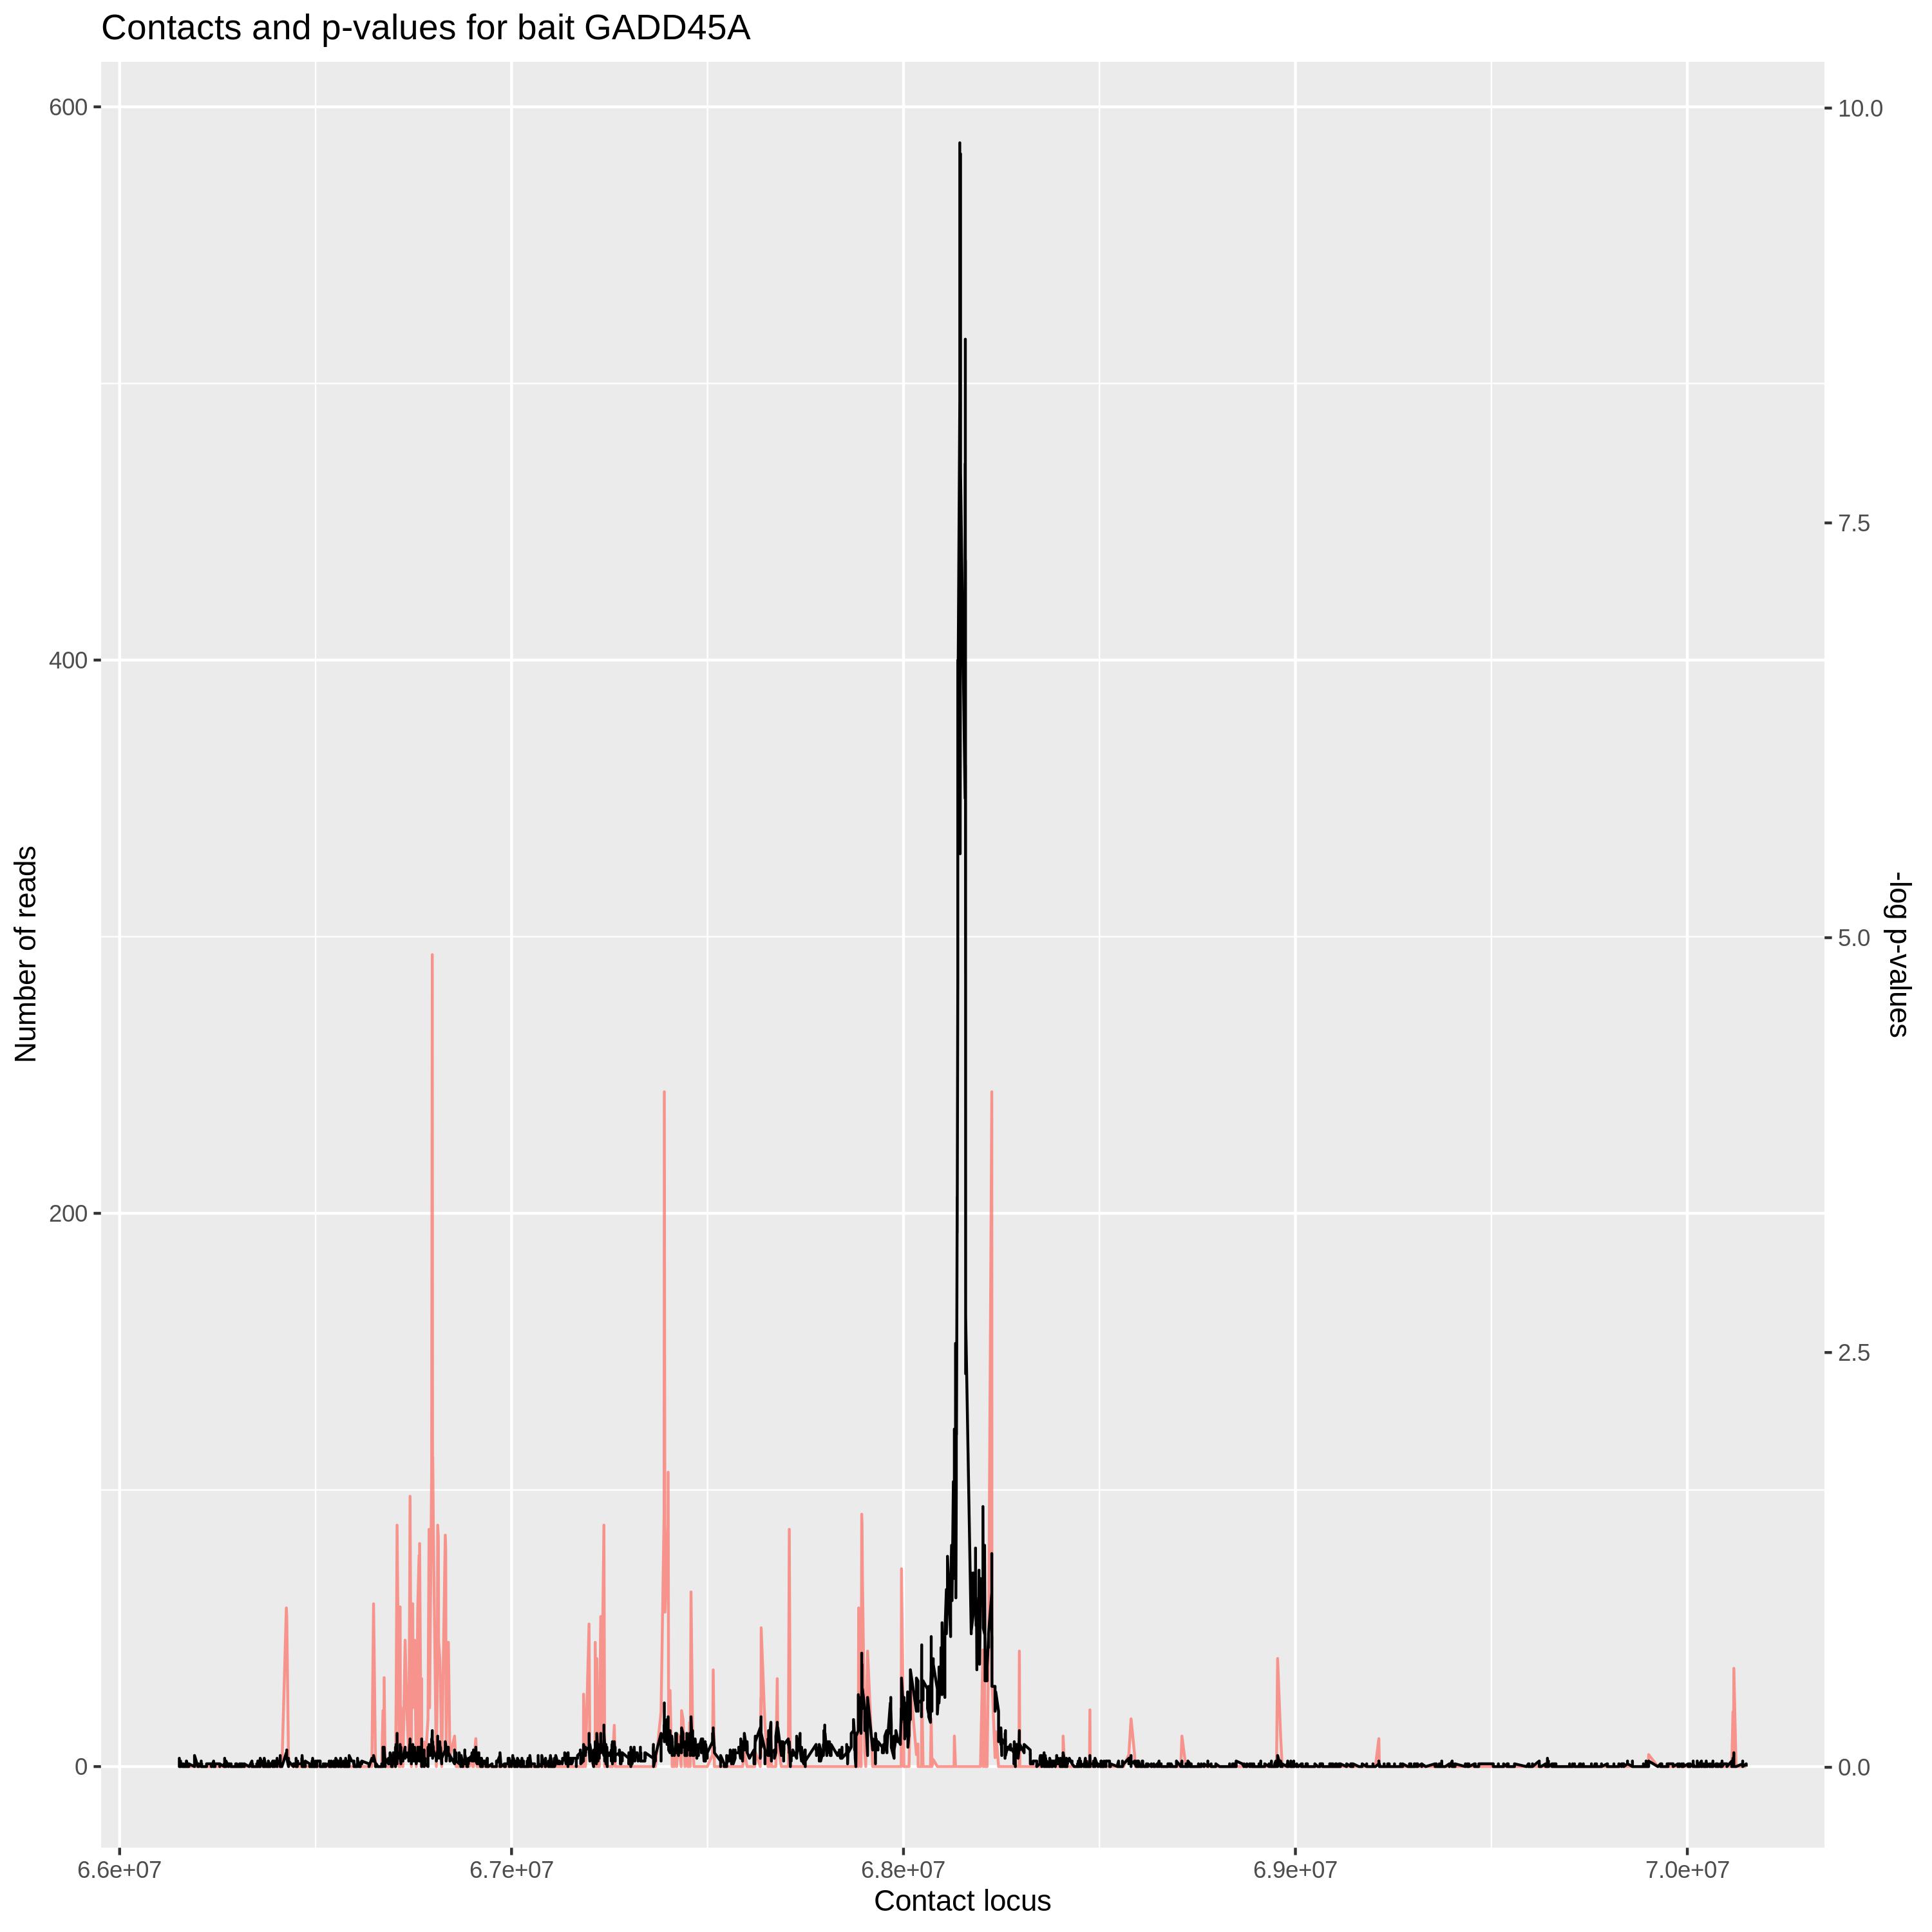 Contacts and p-values for bait GADD45A
600
400
200
0
Number of reads
10.0
7.5
5.0
2.5
0.0
-log p-values
6.6e+07
6.7e+07
6.8e+07
6.9e+07
7.0e+07
Contact locus